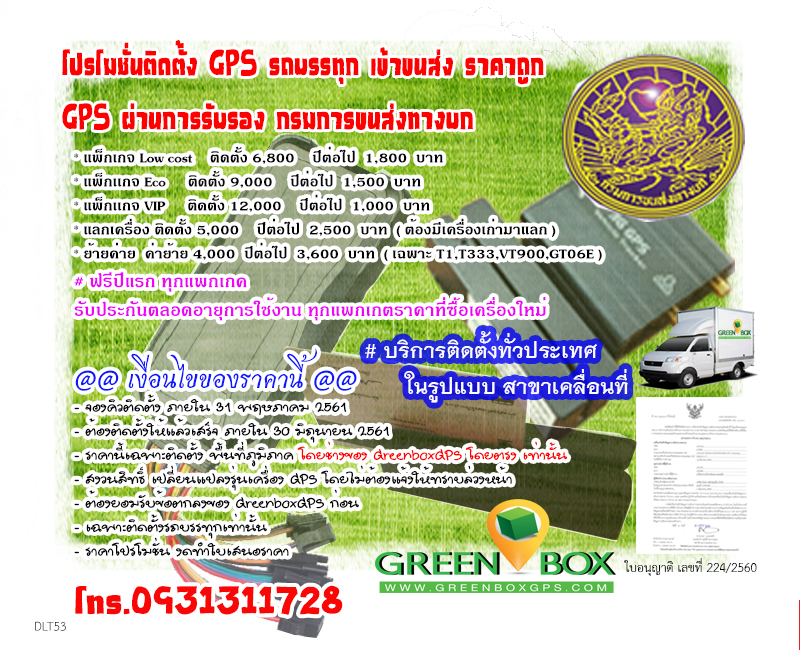 โปรโมชั่นติดตั้ง GPS รถบรรทุก เข้าขนส่ง ราคาถูก
GPS ผ่านการรับรอง กรมการขนส่งทางบก
* แพ็กเกจ Low cost ติดตั้ง 6,800 ปีต่อไป 1,800 บาท
* แพ็กเเกจ Eco ติดตั้ง 9,000 ปีต่อไป 1,500 บาท
* แพ็กเเกจ VIP ติดตั้ง 12,000 ปีต่อไป 1,000 บาท
* แลกเครื่อง ติดตั้ง 5,000 ปีต่อไป 2,500 บาท ( ต้องมีเครื่องเก่ามาแลก )
* ย้ายค่าย ค่าย้าย 4,000 ปีต่อไป 3,600 บาท ( เฉพาะ T1,T333,VT900,GT06E )
# ฟรีปีแรก ทุกแพกเกค
รับประกันตลอดอายุการใช้งาน ทุกแพกเกตราคาที่ซื้อเครื่องใหม่
# บริการติดตั้งทั่วประเทศ
ในรูปแบบ สาขาเคลื่อนที่
GREEN BOX
@@ เงื่อนไขของราคานี้ @@
- จองคิวติดตั้ง ภายใน 31 พฤษภาคม 2561
- ต้องติดตั้งให้แล้วเสร็จ ภายใน 30 มิถุนายน 2561
- ราคานี้เฉพาะติดตั้ง พื้นที่ภูมิภาค โดยช่างของ GreenboxGPS โดยตรง เท่านั้น
- สงวนสิทธิ์ เปลี่ยนแปลงรุ่นเครื่อง GPS โดยไม่ต้องแจ้งให้ทราบล่วงหน้า
- ต้องยอมรับข้อตกลงของ GreenboxGPS ก่อน
- เฉพาะติดตั้งรถบรรทุกเท่านั้น
- ราคาโปรโมชั่น งดทำใบเสนอราคา
GREEN BOX
WWW.GREENBOXGPS.COM
ใบอนุญาติ เลขที่ 224/2560
โทร.0931311728
DLT53